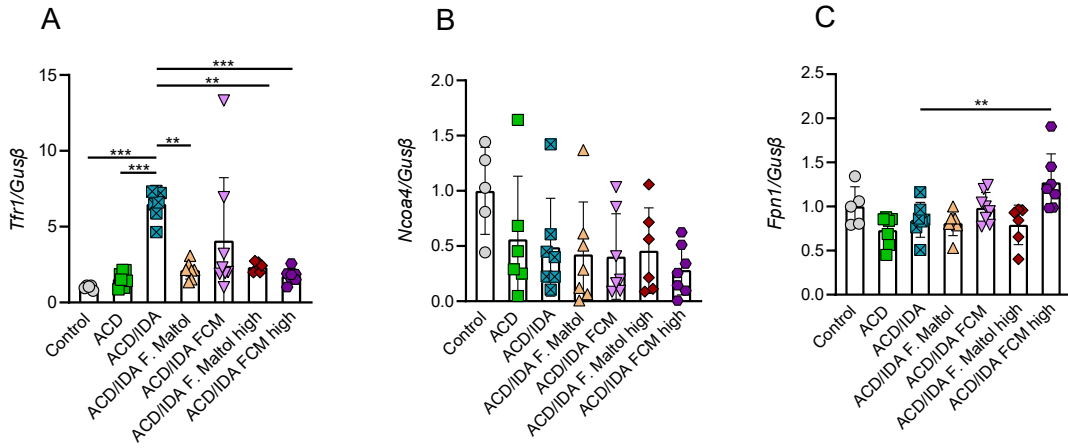 A
Tfr1/Gusβ
15
10
5
0
***
**
**
***
***
Control
ACD
ACD/IDA
ACD/IDA F. Maltol
ACD/IDA FCM
ACD/IDA F. Maltol high
ACD/IDA FCM high
B
Ncoa4/Gusβ
2.0
1.5
1.0
0.5
0.0
Control
ACD
ACD/IDA
ACD/IDA F. Maltol
ACD/IDA FCM
ACD/IDA F. Maltol high
ACD/IDA FCM high
C
Fpn1/Gusβ
2.5
2.0
1.5
1.0
0.5
0.0
**
Control
ACD
ACD/IDA
ACD/IDA F. Maltol
ACD/IDA FCM
ACD/IDA F. Maltol high
ACD/IDA FCM high